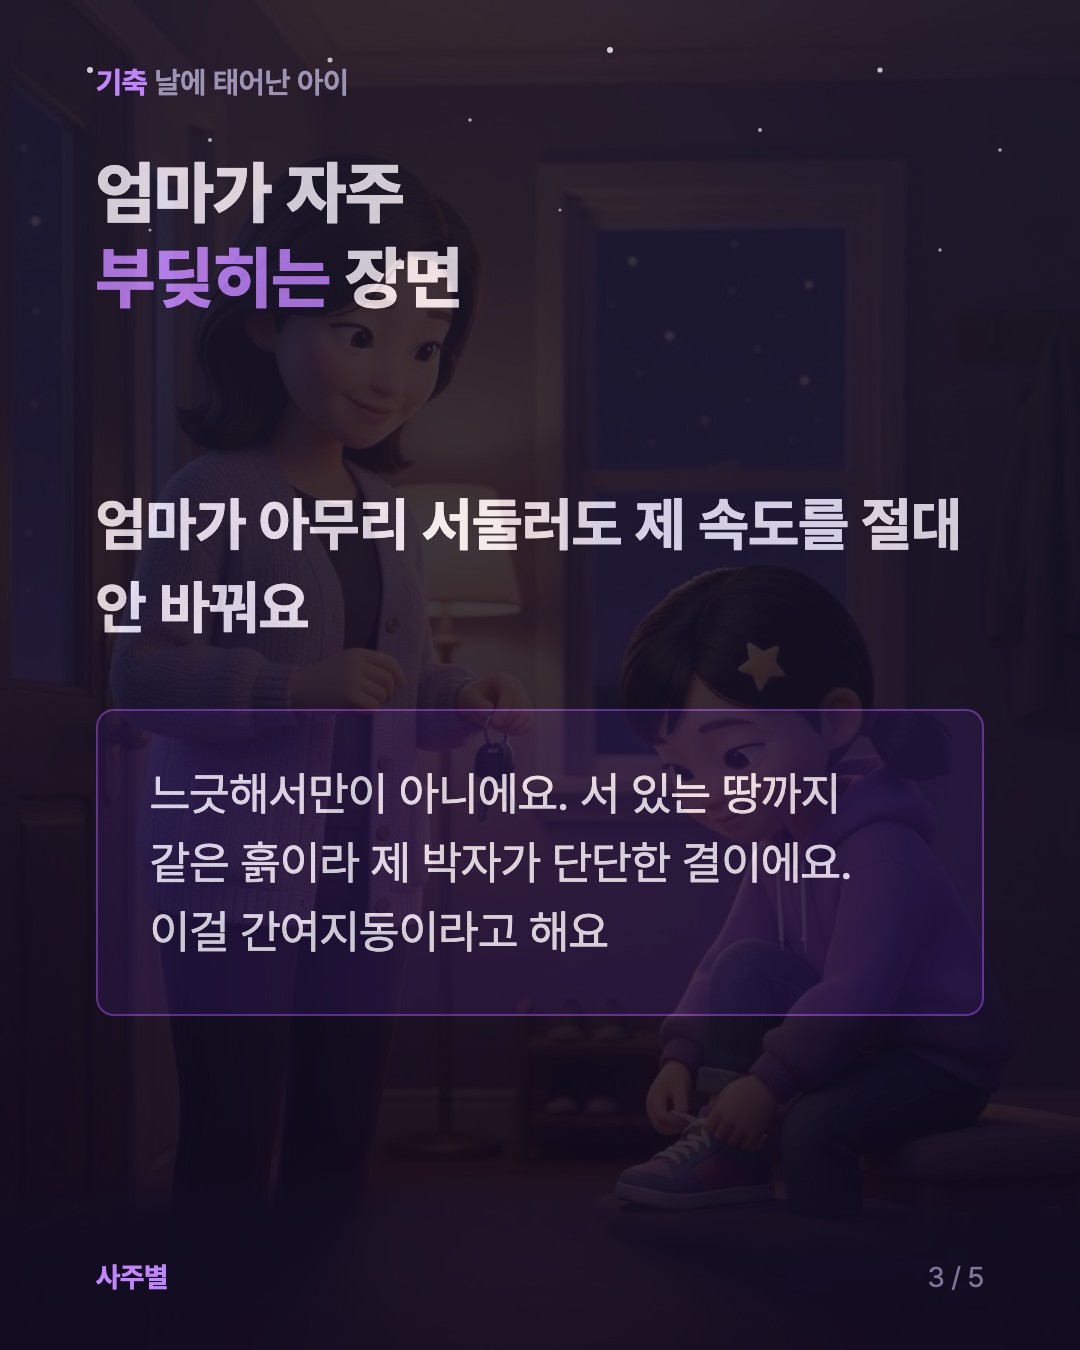 기축 날에 태어난 아이
엄마가 자주
부딪히는 장면
엄마가 아무리 서둘러도 제 속도를 절대
안 바꿔요
느긋해서만이 아니에요. 서 있는 땅까지
같은 흙이라 제 박자가 단단한 결이에요.
이걸 간여지동이라고 해요
사주별
3 / 5